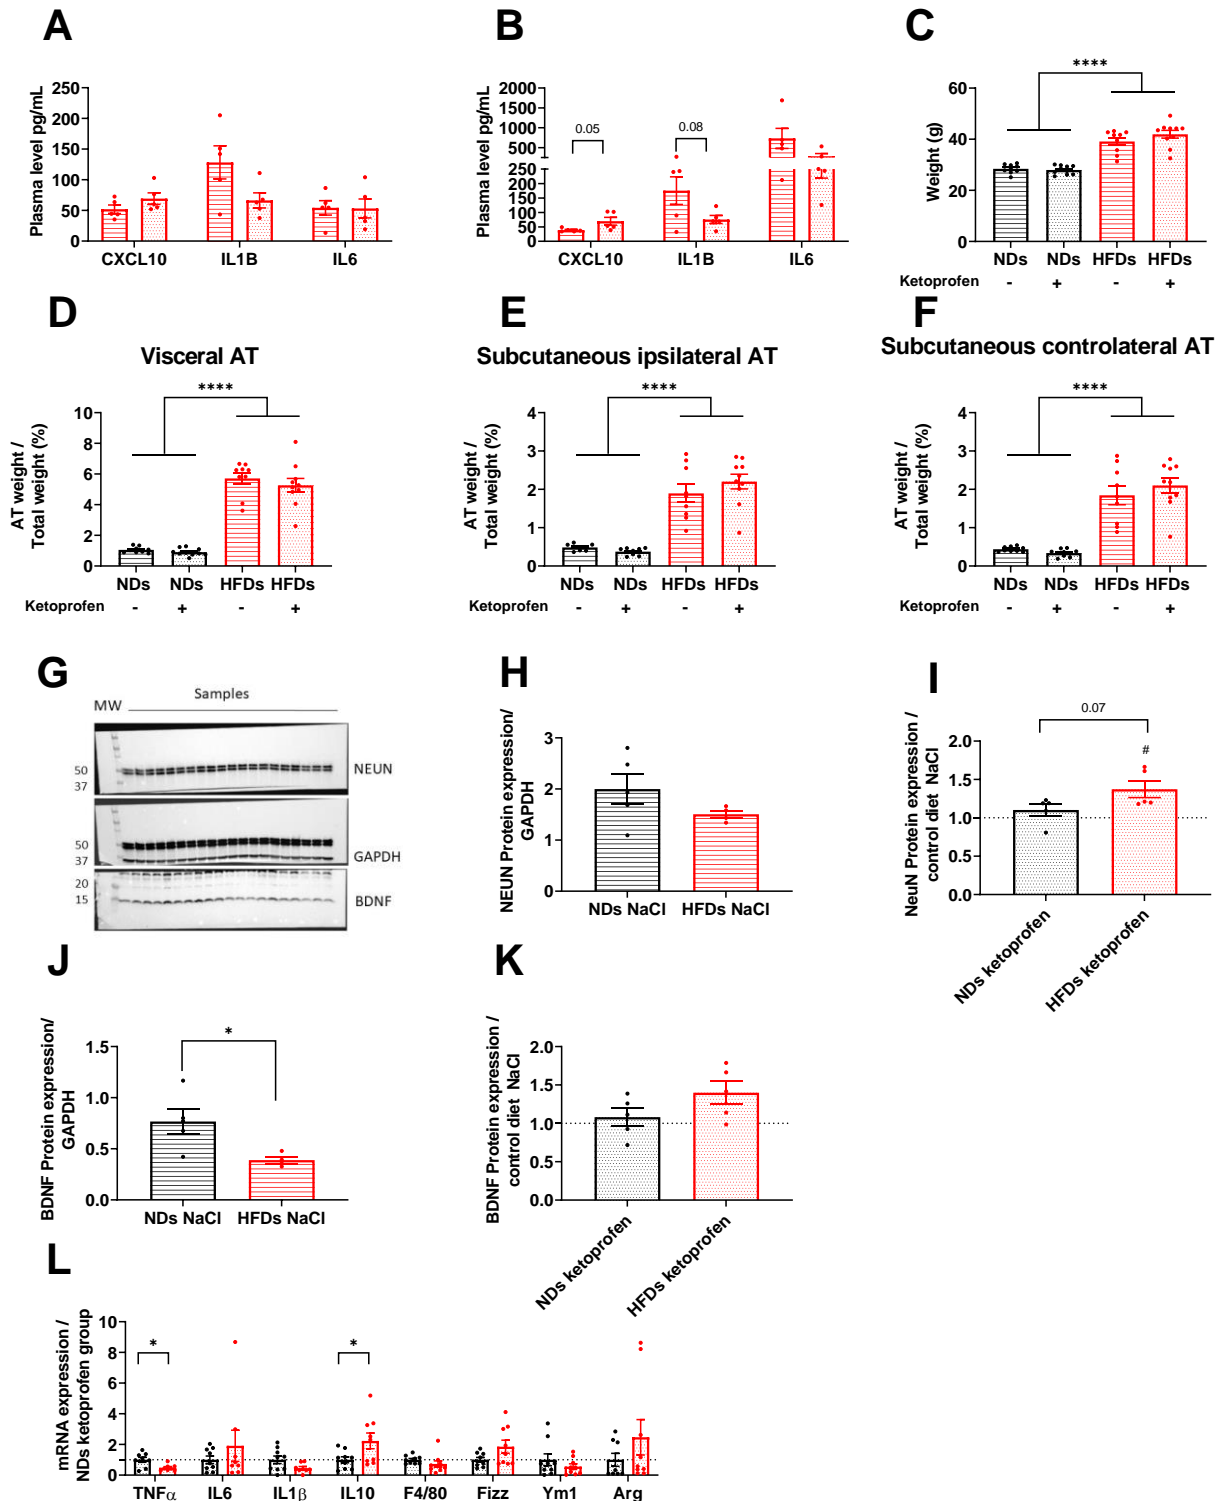 A
Plasma level pg/mL
250
200
150
100
50
0
CXCL10 IL1B IL6
B
Plasma level pg/mL
2000
1500
1000
500
250
200
150
100
50
0
0.05
0.08
CXCL10 IL1B IL6
C
Weight (g)
60
40
20
0
****
NDs NDs HFDs HFDs
Ketoprofen - + - +
D
Visceral AT
AT weight /
Total weight (%)
10
8
6
4
2
0
****
NDs NDs HFDs HFDs
Ketoprofen - + - +
E
Subcutaneous ipsilateral AT
AT weight /
Total weight (%)
4
3
2
1
0
****
NDs NDs HFDs HFDs
Ketoprofen - + - +
F
Subcutaneous controlateral AT
AT weight /
Total weight (%)
4
3
2
1
0
****
NDs NDs HFDs HFDs
Ketoprofen - + - +
G
Samples
MW
50
37
NEUN
50
37
GAPDH
20
15
BDNF
H
NEUN Protein expression/
GAPDH
3
2
1
0
NDs NaCl HFDs NaCl
I
NeuN Protein expression /
control diet NaCl
2.0
1.5
1.0
0.5
0.0
0.07
#
NDs ketoprofen
HFDs ketoprofen
J
BDNF Protein expression/
GAPDH
1.5
1.0
0.5
0.0
*
NDs NaCl HFDs NaCl
K
BDNF Protein expression /
control diet NaCl
2.0
1.5
1.0
0.5
0.0
NDs ketoprofen
HFDs ketoprofen
L
mRNA expression /
NDs ketoprofen group
10
8
6
4
2
0
*
*
TNFα IL6 IL1β IL10 F4/80 Fizz Ym1 Arg